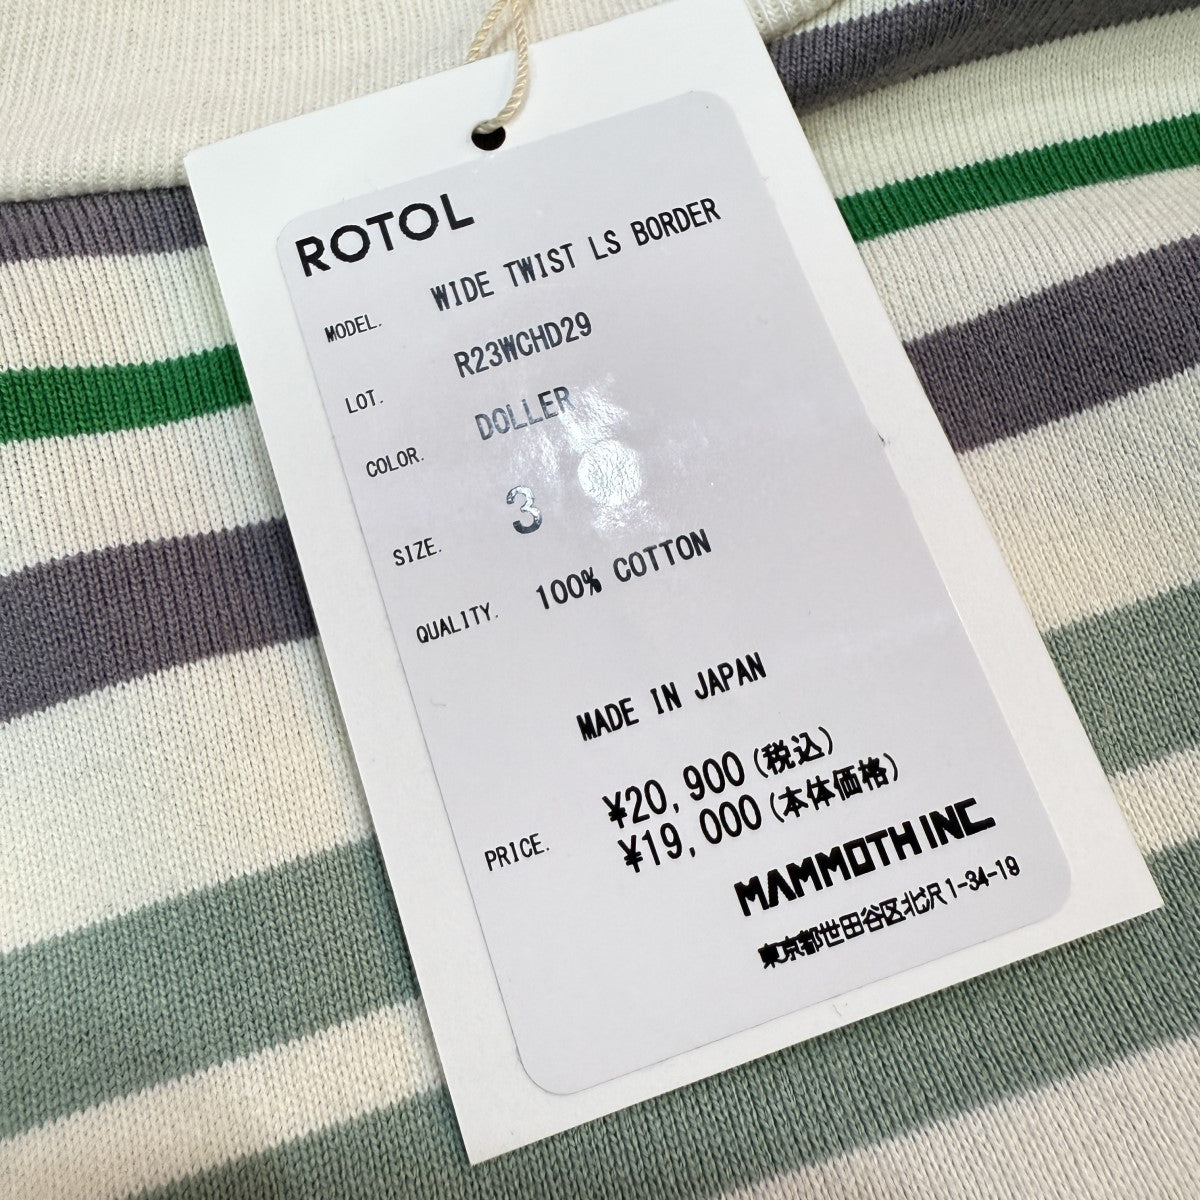 ROTOL
MODEL. WIDE TWIST LS BORDER
LOT. R23WCHD29
COLOR. DOLLER
SIZE. 3
QUALITY. 100% COTTON
MADE IN JAPAN
¥20,900(税込)
PRICE. ¥19,000(本体価格)
MAMMOTH INC.
東京都世田谷区北沢1-34-19